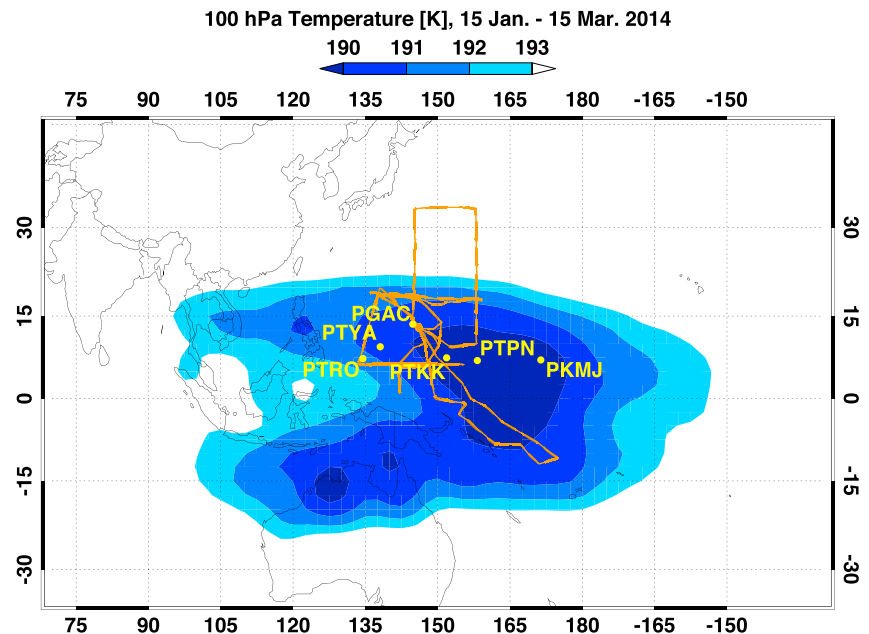 100 hPa Temperature [K], 15 Jan. - 15 Mar. 2014
190 191 192 193
75 90 105 120 135 150 165 180 -165 -150
30 30
15 15
PGAC
PTYA
PTPN
PTRO PTKK PKMJ
0 0
-15 -15
-30 -30
75 90 105 120 135 150 165 180 -165 -150